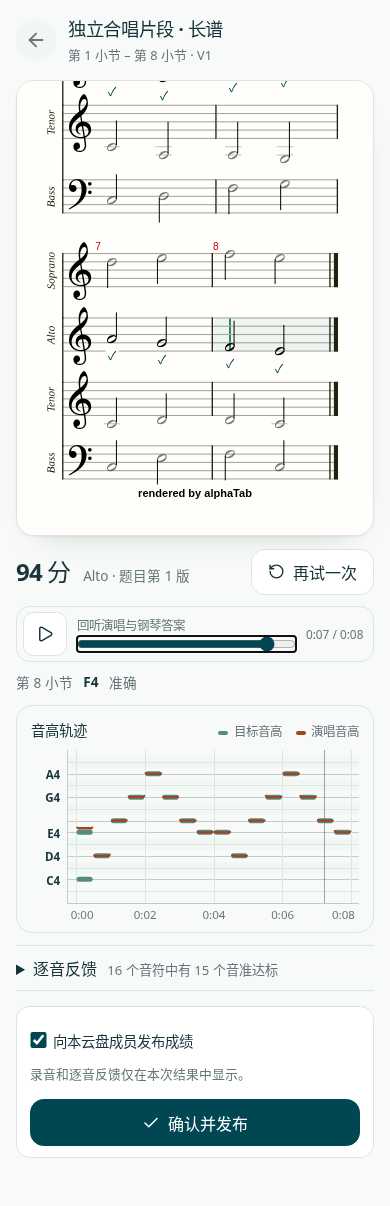 独立合唱片段 · 长谱
第 1 小节 – 第 8 小节 · V1
Tenor
Bass
7
8
Soprano
Alto
Tenor
Bass
rendered by alphaTab
94 分
Alto · 题目第 1 版
再试一次
回听演唱与钢琴答案
0:07 / 0:08
第 8 小节 F4 准确
音高轨迹
目标音高
演唱音高
A4
G4
E4
D4
C4
0:00 0:02 0:04 0:06 0:08
逐音反馈 16 个音符中有 15 个音准达标
向本云盘成员发布成绩
录音和逐音反馈仅在本次结果中显示。
确认并发布